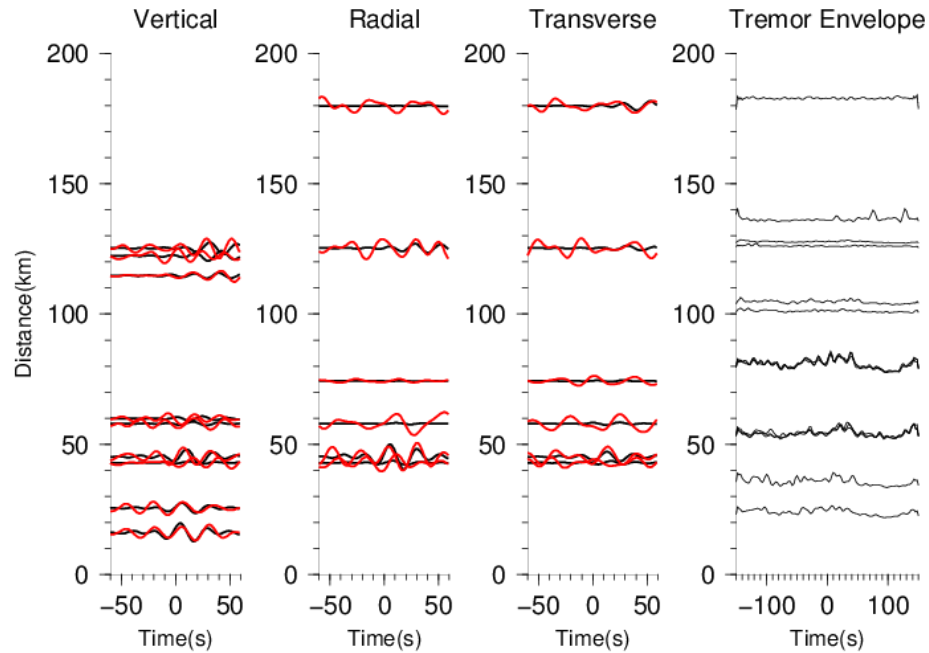 Vertical Radial Transverse Tremor Envelope
200 200 200 200
150 150 150 150
100 100 100 100
50 50 50 50
0 0 0 0
Distance(km)
−50 0 50 −50 0 50 −50 0 50 −100 0 100
Time(s) Time(s) Time(s) Time(s)